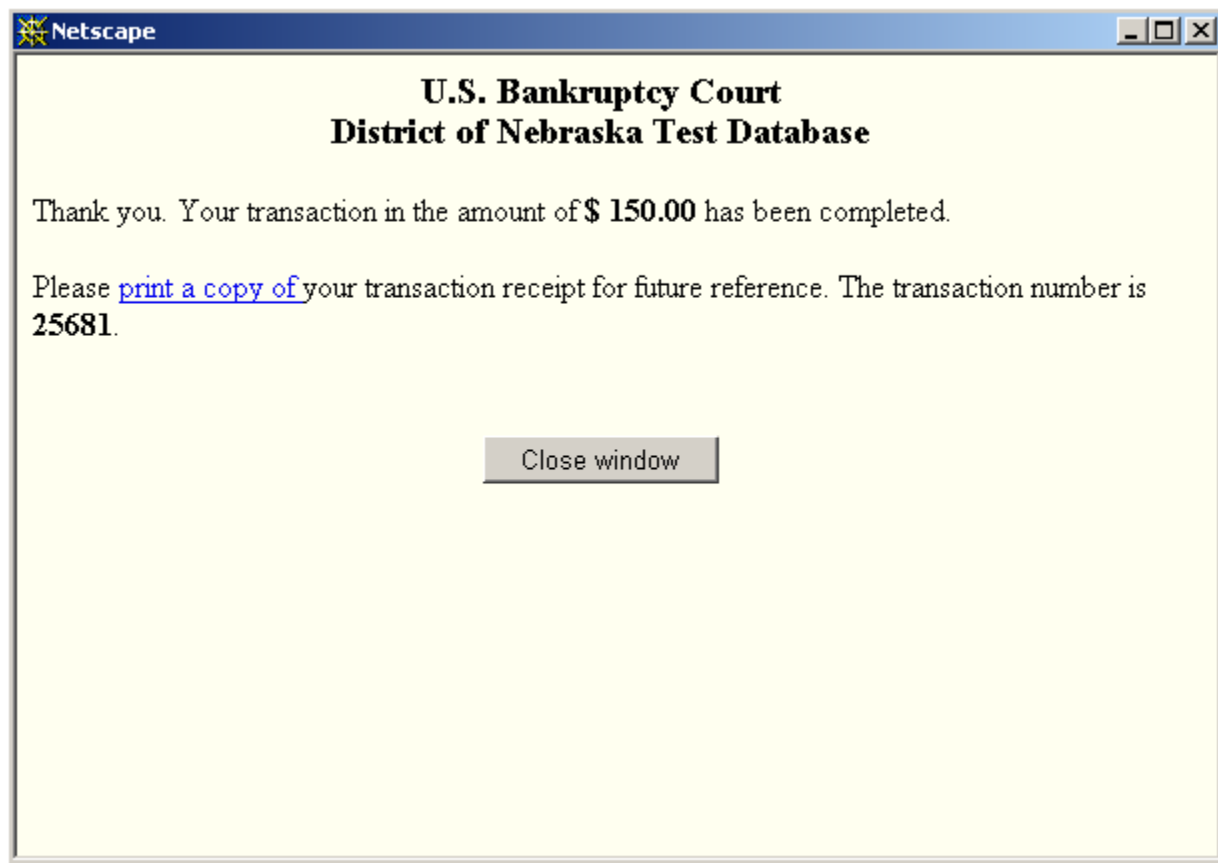 Netscape
U.S. Bankruptcy Court
District of Nebraska Test Database
Thank you. Your transaction in the amount of $ 150.00 has been completed.
Please print a copy of your transaction receipt for future reference. The transaction number is
25681.
Close window